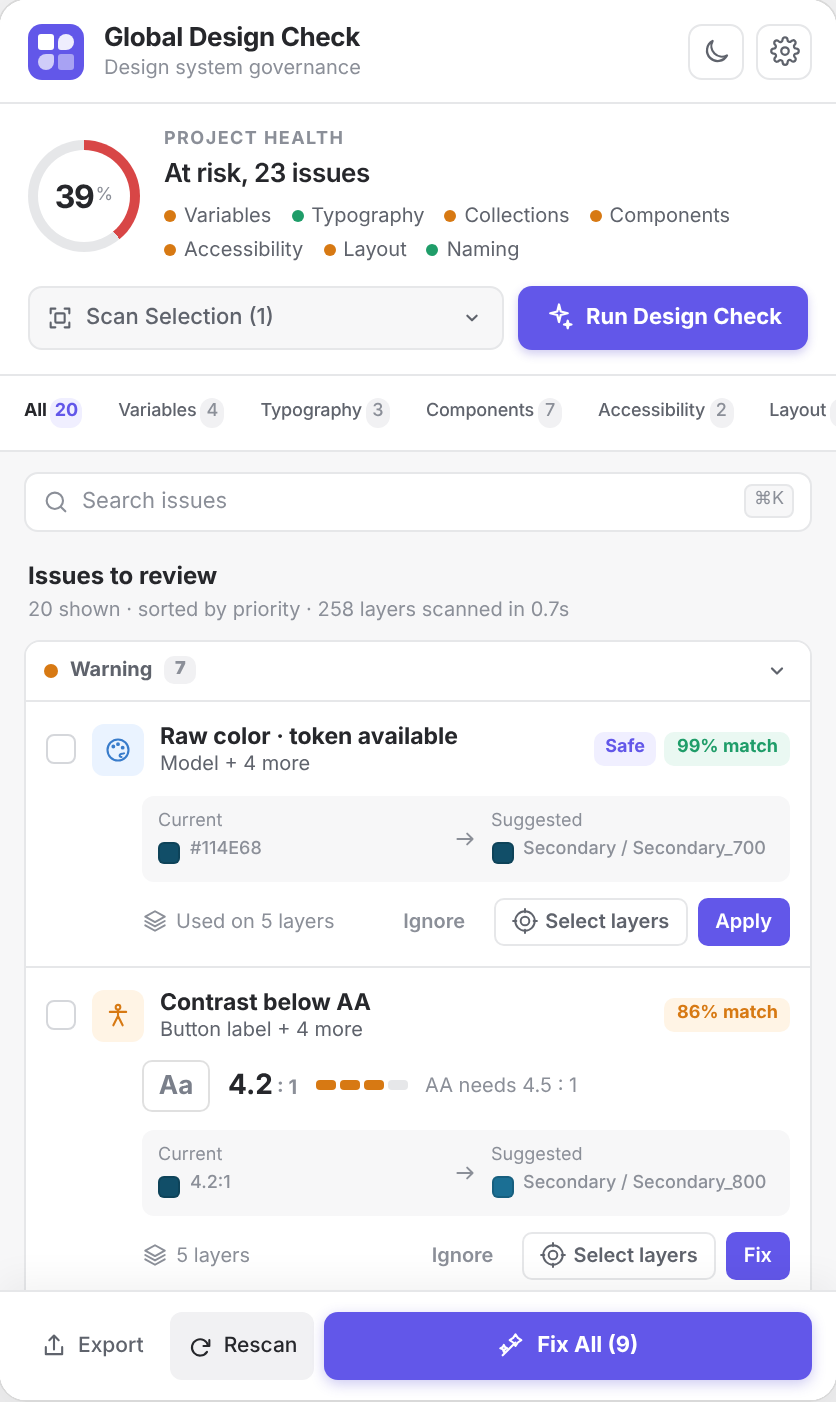 Global Design Check
Design system governance
39%
PROJECT HEALTH
At risk, 23 issues
Variables Typography Collections Components
Accessibility Layout Naming
Scan Selection (1)
Run Design Check
All 20 Variables 4 Typography 3 Components 7 Accessibility 2 Layout
Search issues ⌘K
Issues to review
20 shown · sorted by priority · 258 layers scanned in 0.7s
Warning 7
Raw color · token available
Model + 4 more
Safe 99% match
Current → Suggested
#114E68 Secondary / Secondary_700
Used on 5 layers Ignore Select layers Apply
Contrast below AA
Button label + 4 more
86% match
Aa 4.2 : 1 AA needs 4.5 : 1
Current → Suggested
4.2:1 Secondary / Secondary_800
5 layers Ignore Select layers Fix
Export Rescan Fix All (9)